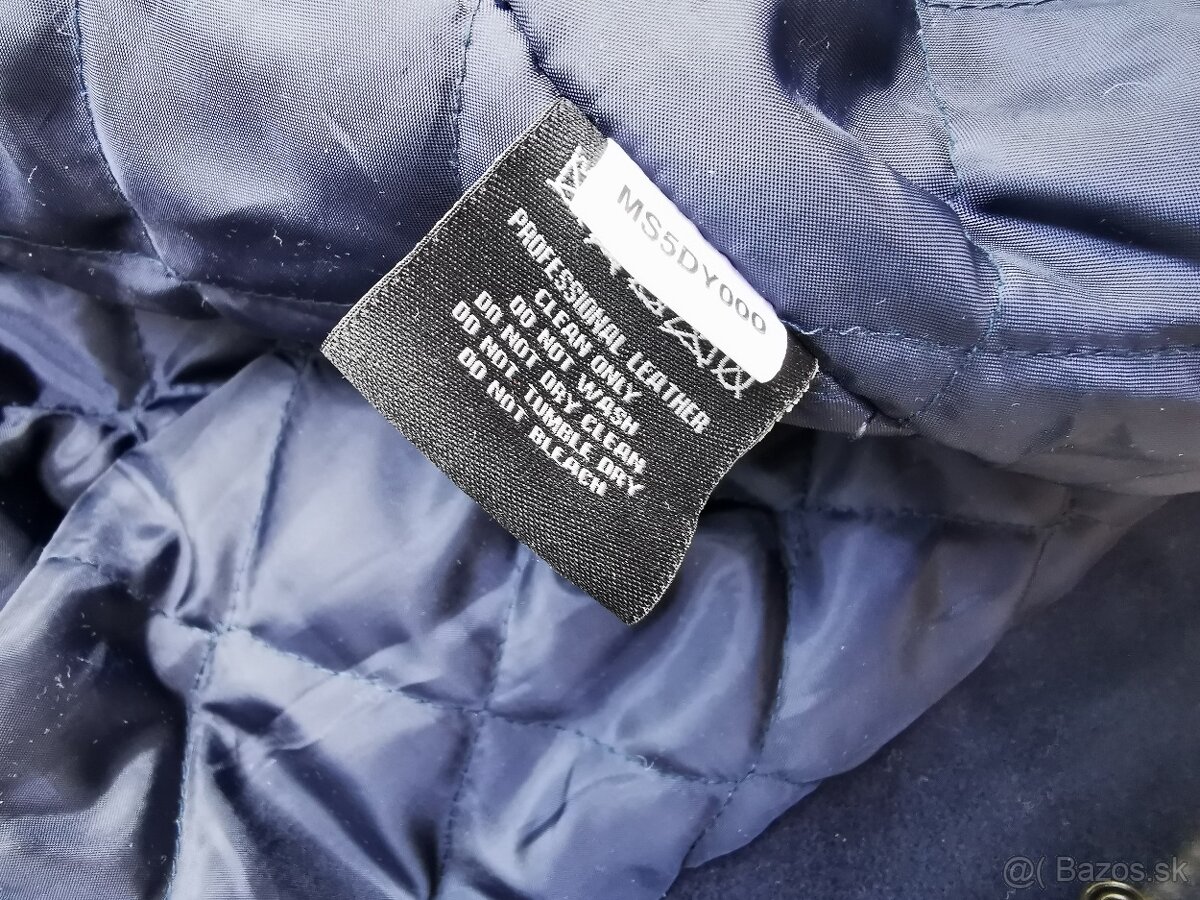 MS5DY000
PROFESSIONAL LEATHER
CLEAN ONLY
DO NOT WASH
DO NOT DRY CLEAN
DO NOT TUMBLE DRY
DO NOT BLEACH
@( Bazos.sk